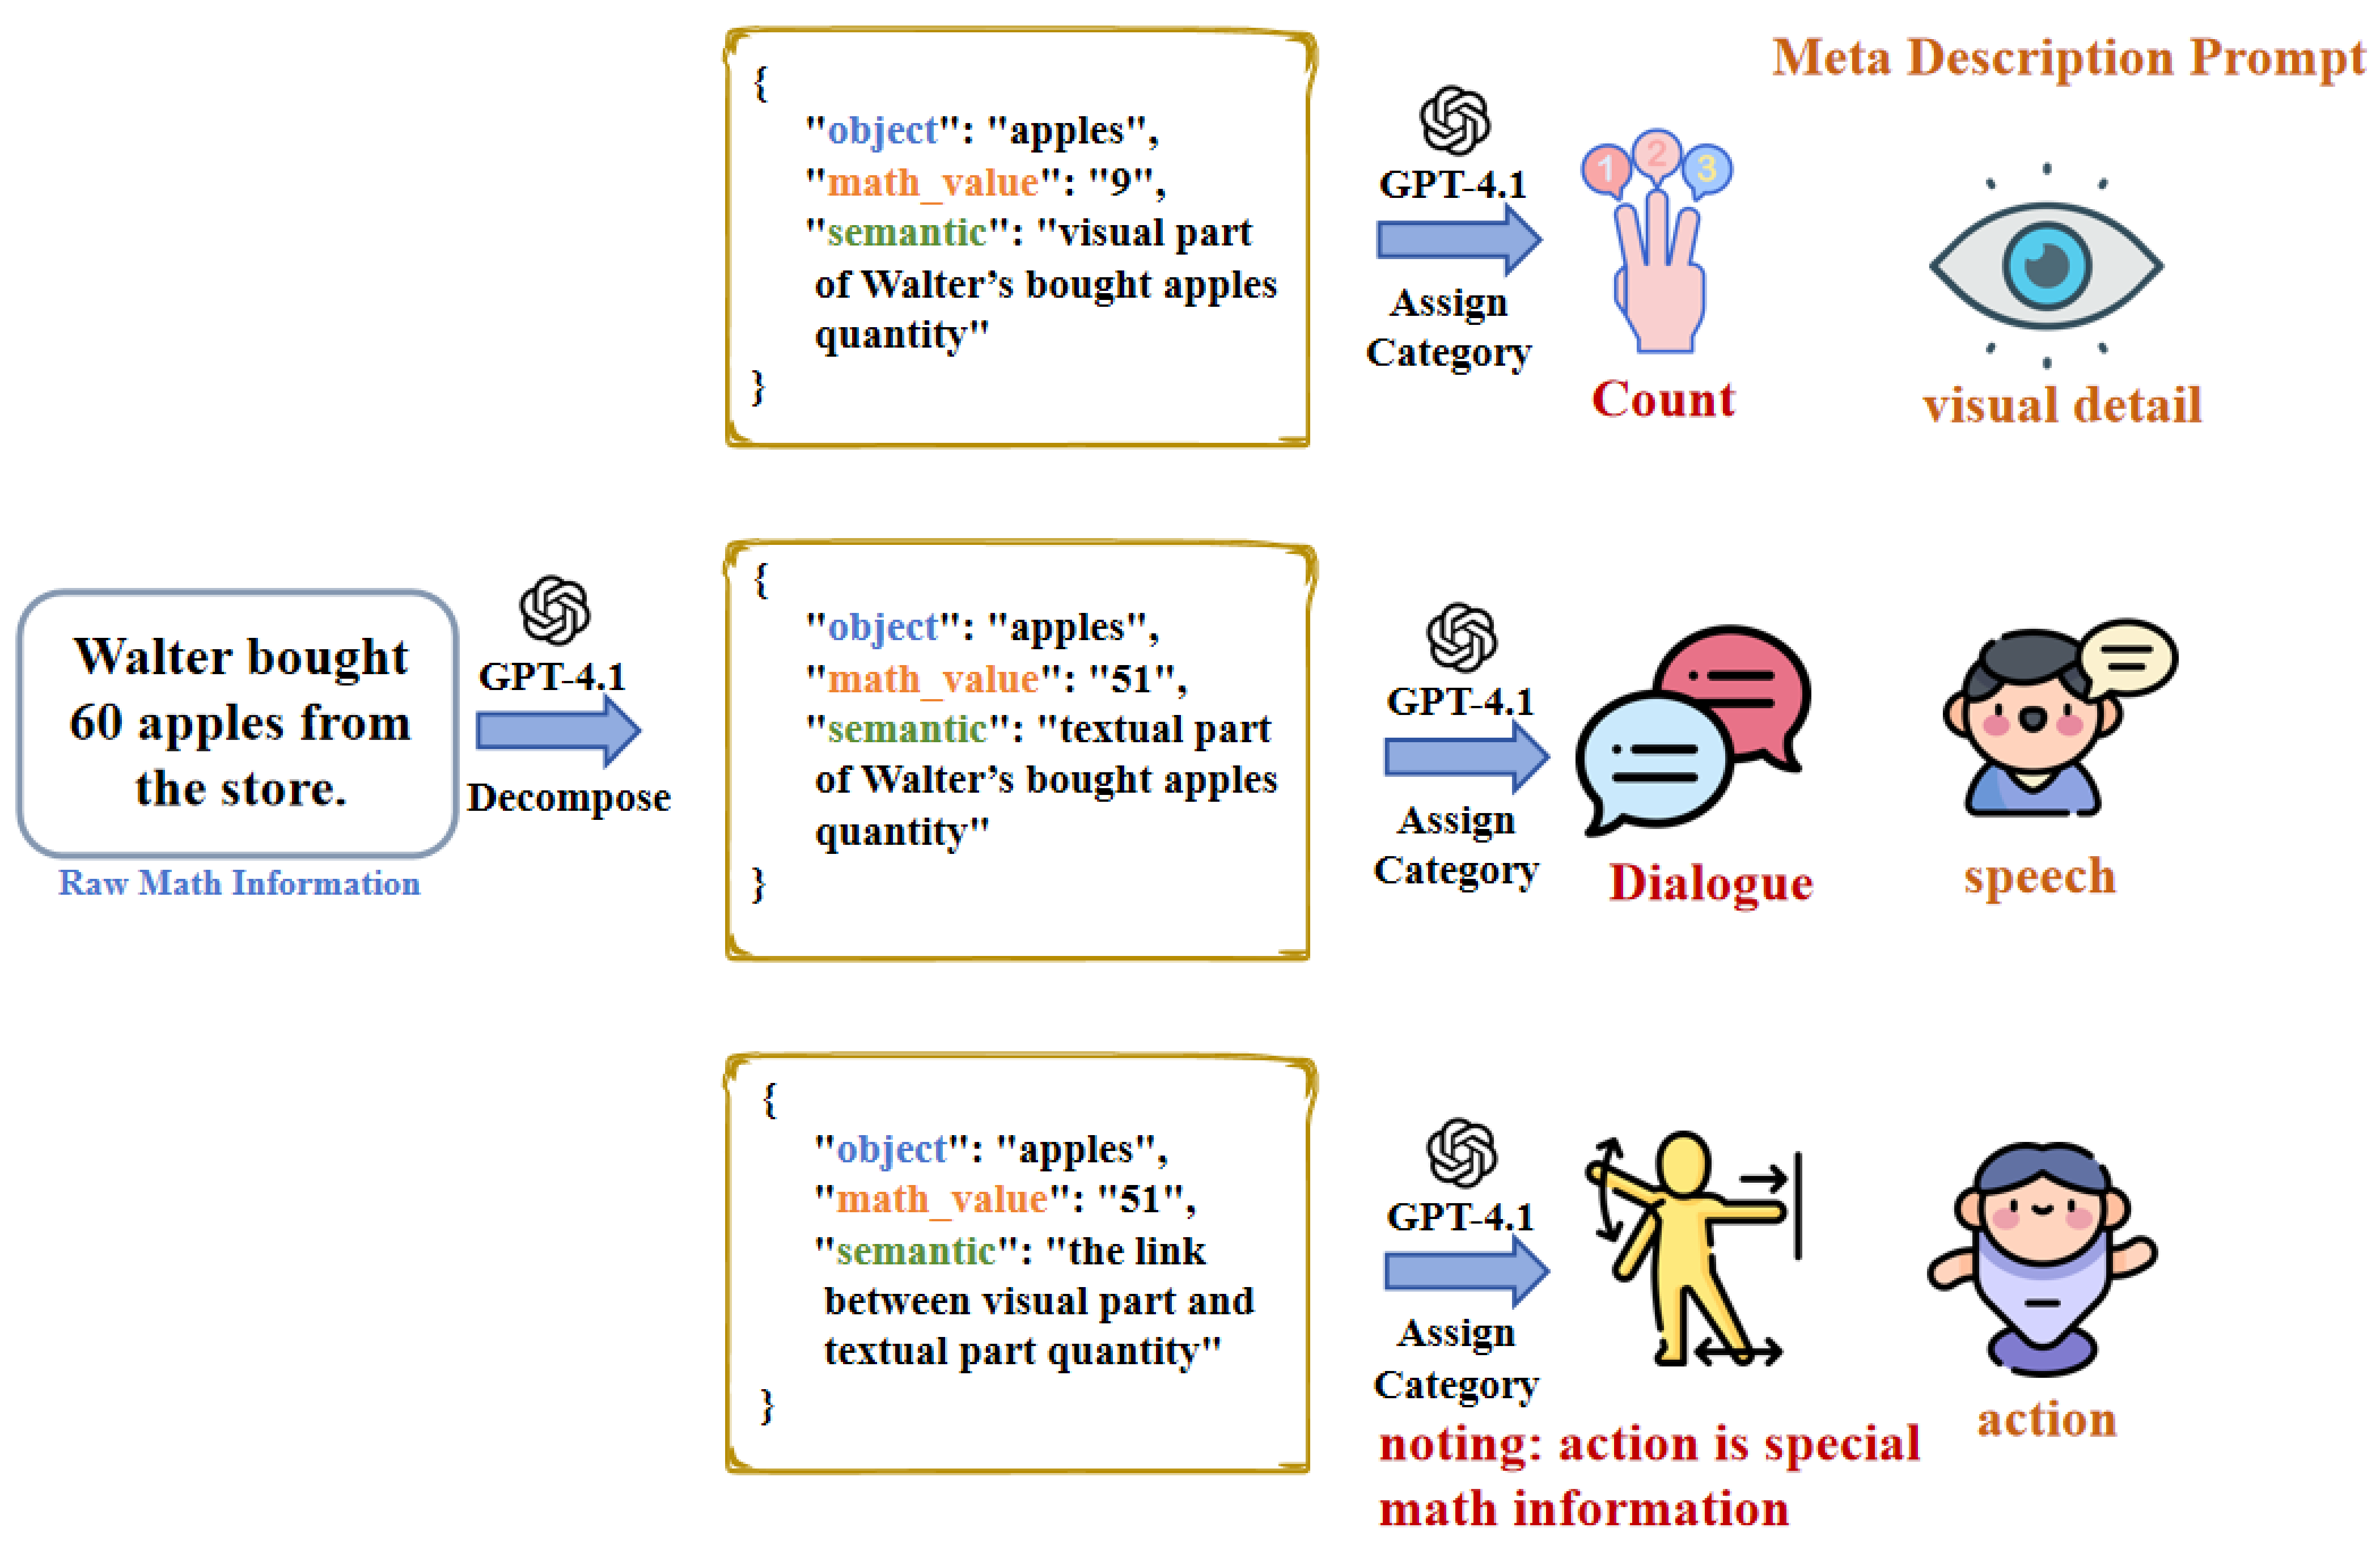 Meta Description Prompt
{
"object": "apples",
"math_value": "9",
"semantic": "visual part
of Walter’s bought apples
quantity"
}
GPT-4.1
Assign
Category
1 2 3
Count
visual detail
Walter bought
60 apples from
the store.
Raw Math Information
GPT-4.1
Decompose
{
"object": "apples",
"math_value": "51",
"semantic": "textual part
of Walter’s bought apples
quantity"
}
GPT-4.1
Assign
Category
Dialogue
speech
{
"object": "apples",
"math_value": "51",
"semantic": "the link
between visual part and
textual part quantity"
}
GPT-4.1
Assign
Category
noting: action is special
math information
action